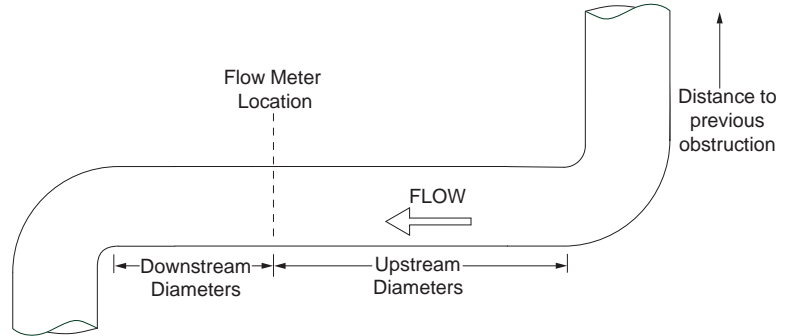 Flow Meter
Location
Distance to
previous
obstruction
FLOW
Downstream
Diameters
Upstream
Diameters